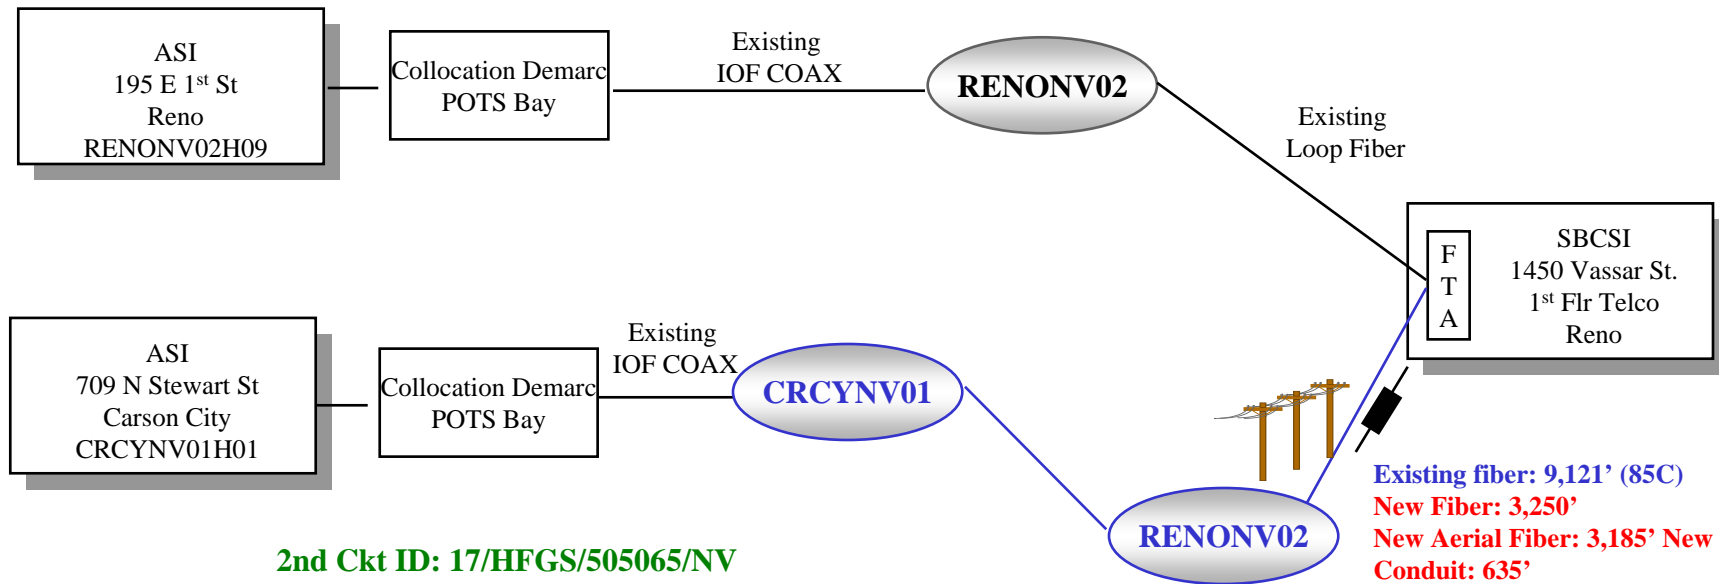 ASI
195 E 1st St
Reno
RENONV02H09
Collocation Demarc
POTS Bay
Existing
IOF COAX
RENONV02
Existing
Loop Fiber
F
T
A
SBCSI
1450 Vassar St.
1st Flr Telco
Reno
ASI
709 N Stewart St
Carson City
CRCYNV01H01
Collocation Demarc
POTS Bay
Existing
IOF COAX
CRCYNV01
RENONV02
Existing fiber: 9,121’ (85C)
New Fiber: 3,250’
New Aerial Fiber: 3,185’ New
Conduit: 635’
2nd Ckt ID: 17/HFGS/505065/NV